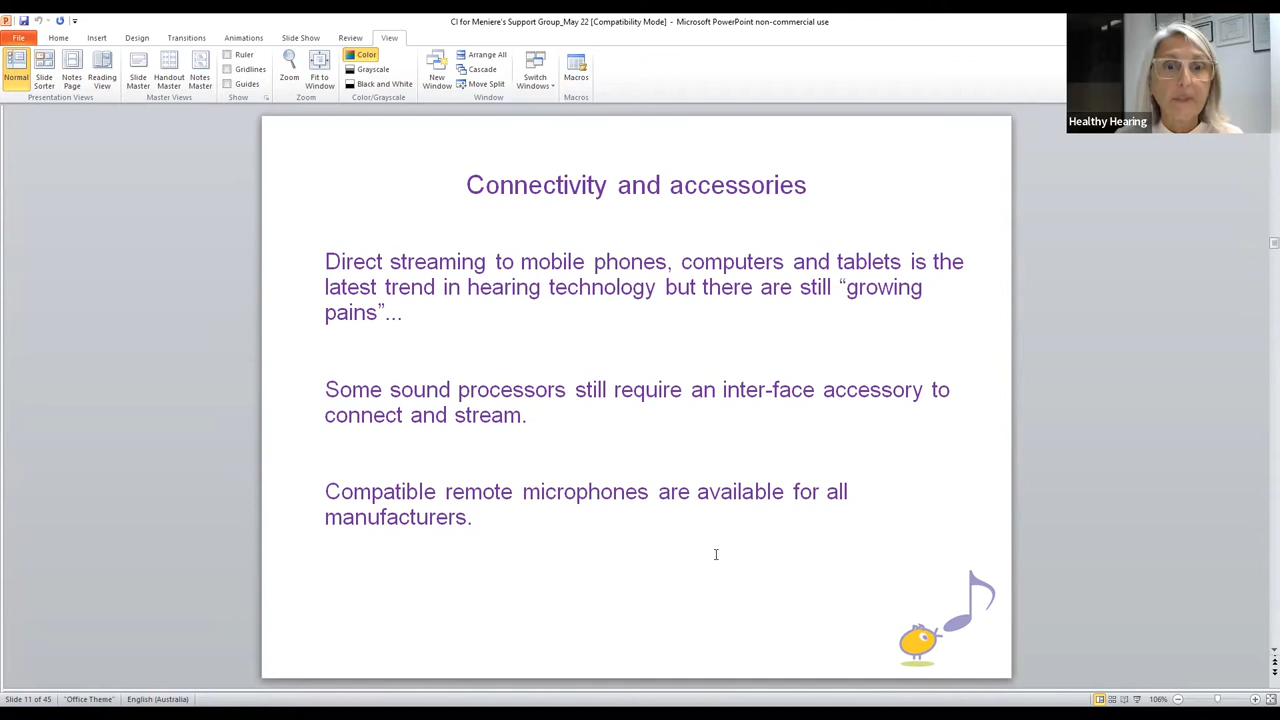 CI for Meniere's Support Group_May 22 [Compatibility Mode] - Microsoft PowerPoint non-commercial use
File Home Insert Design Transitions Animations Slide Show Review View
Normal
Slide Sorter
Notes Page
Reading View
Presentation Views
Slide Master
Handout Master
Notes Master
Master Views
Ruler
Gridlines
Guides
Show
Zoom
Fit to Window
Zoom
Color
Grayscale
Black and White
Color/Grayscale
New Window
Arrange All
Cascade
Move Split
Window
Switch Windows
Macros
Macros
Healthy Hearing
Connectivity and accessories
Direct streaming to mobile phones, computers and tablets is the
latest trend in hearing technology but there are still “growing
pains”...
Some sound processors still require an inter-face accessory to
connect and stream.
Compatible remote microphones are available for all
manufacturers.
Slide 11 of 45 "Office Theme" English (Australia) 106%